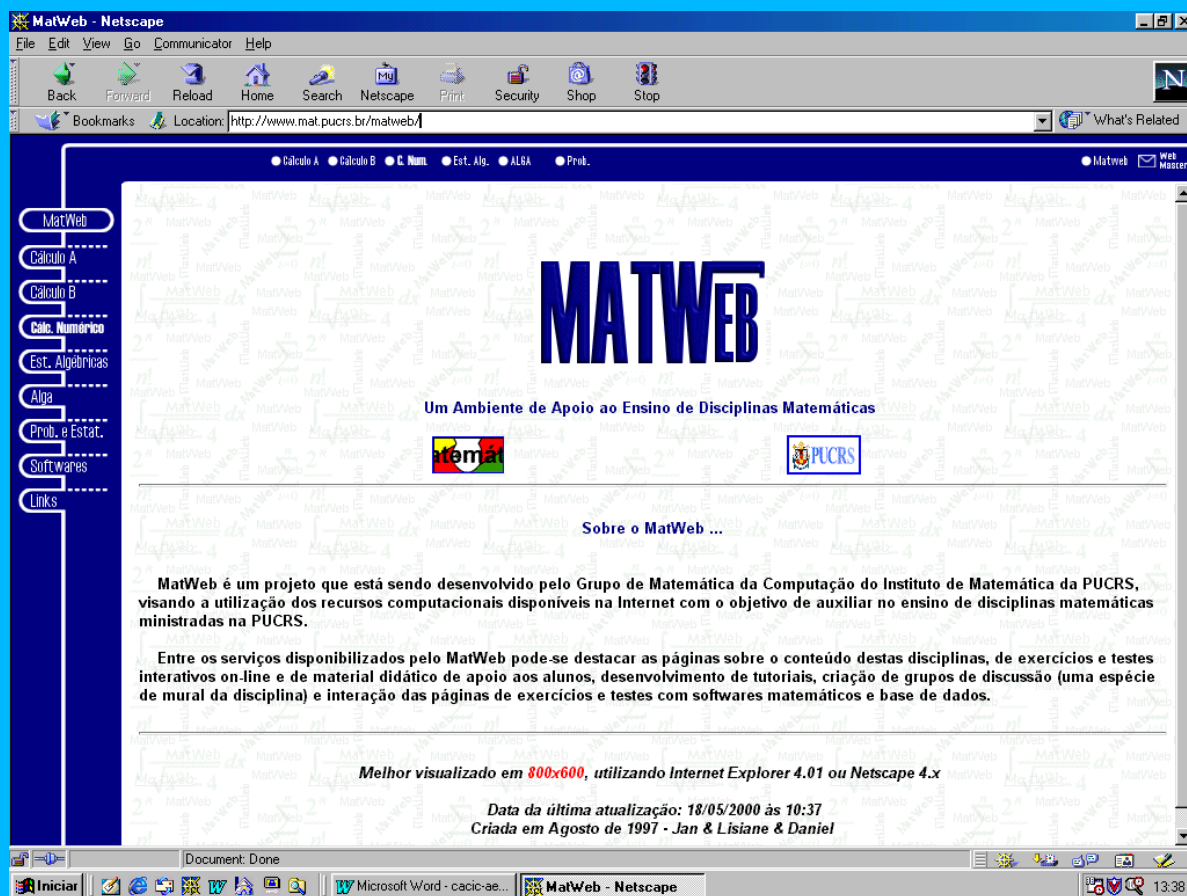 MatWeb - Netscape
File Edit View Go Communicator Help
Back Forward Reload Home Search Netscape Print Security Shop Stop
Bookmarks Location: http://www.mat.pucrs.br/matweb/ What's Related
Cálculo A Cálculo B C. Num. Est. Alg. ALGA Prob. Matweb Web Master
MatWeb
Cálculo A
Cálculo B
Cálc. Numérico
Est. Algébricas
Alga
Prob. e Estat.
Softwares
Links
MATWEB
Um Ambiente de Apoio ao Ensino de Disciplinas Matemáticas
atemát PUCRS
Sobre o MatWeb ...
MatWeb é um projeto que está sendo desenvolvido pelo Grupo de Matemática da Computação do Instituto de Matemática da PUCRS,
visando a utilização dos recursos computacionais disponíveis na Internet com o objetivo de auxiliar no ensino de disciplinas matemáticas
ministradas na PUCRS.
Entre os serviços disponibilizados pelo MatWeb pode-se destacar as páginas sobre o conteúdo destas disciplinas, de exercícios e testes
interativos on-line e de material didático de apoio aos alunos, desenvolvimento de tutoriais, criação de grupos de discussão (uma espécie
de mural da disciplina) e interação das páginas de exercícios e testes com softwares matemáticos e base de dados.
Melhor visualizado em 800x600, utilizando Internet Explorer 4.01 ou Netscape 4.x
Data da última atualização: 18/05/2000 às 10:37
Criada em Agosto de 1997 - Jan & Lisiane & Daniel
Document: Done
Iniciar Microsoft Word - cacic-ae... MatWeb - Netscape 13:38